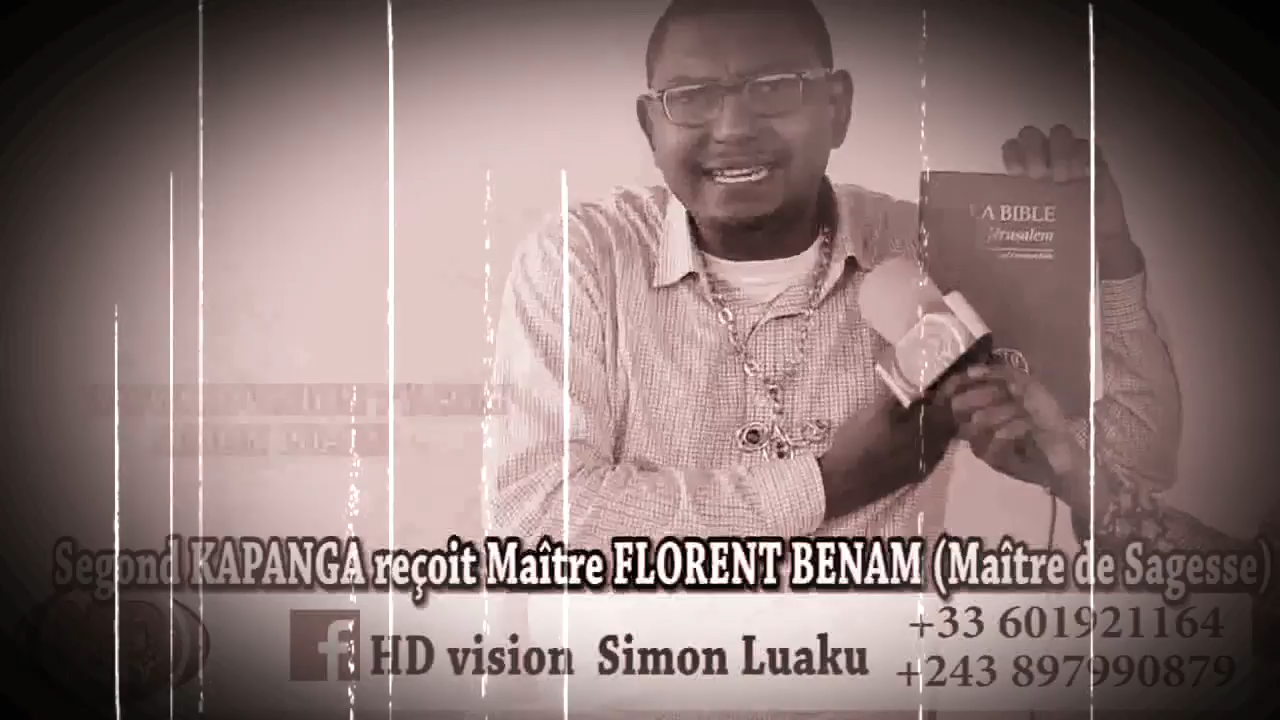 LA BIBLE
Jérusalem
Segond KAPANGA reçoit Maître FLORENT BENAM (Maître de Sagesse)
f HD vision Simon Luaku
+33 601921164
+243 897990879